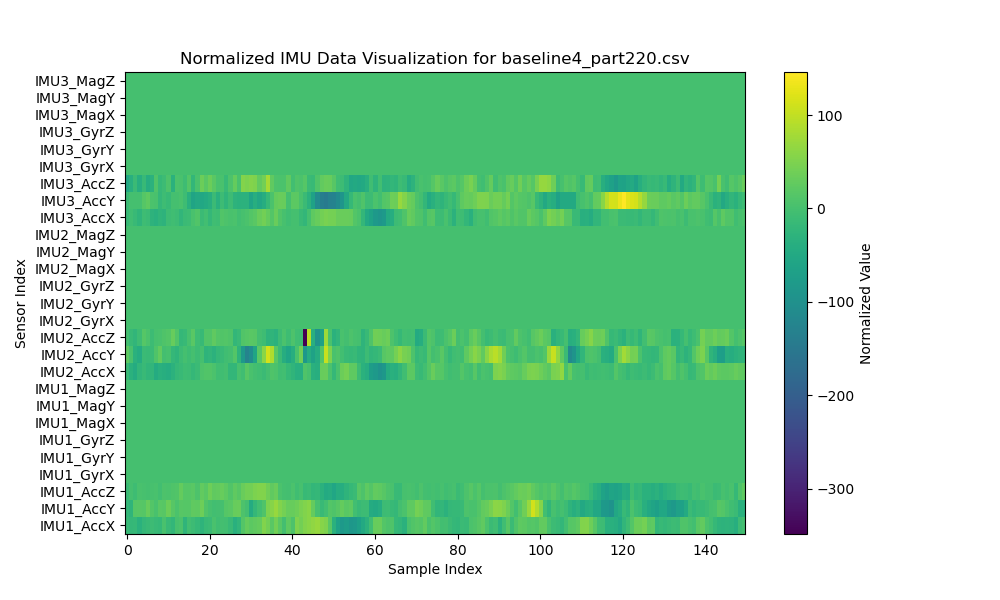 Normalized IMU Data Visualization for baseline4_part220.csv
IMU3_MagZ
IMU3_MagY
IMU3_MagX
IMU3_GyrZ
IMU3_GyrY
IMU3_GyrX
IMU3_AccZ
IMU3_AccY
IMU3_AccX
IMU2_MagZ
IMU2_MagY
IMU2_MagX
IMU2_GyrZ
IMU2_GyrY
IMU2_GyrX
IMU2_AccZ
IMU2_AccY
IMU2_AccX
IMU1_MagZ
IMU1_MagY
IMU1_MagX
IMU1_GyrZ
IMU1_GyrY
IMU1_GyrX
IMU1_AccZ
IMU1_AccY
IMU1_AccX
Sensor Index
0 20 40 60 80 100 120 140
Sample Index
100
0
−100
−200
−300
Normalized Value